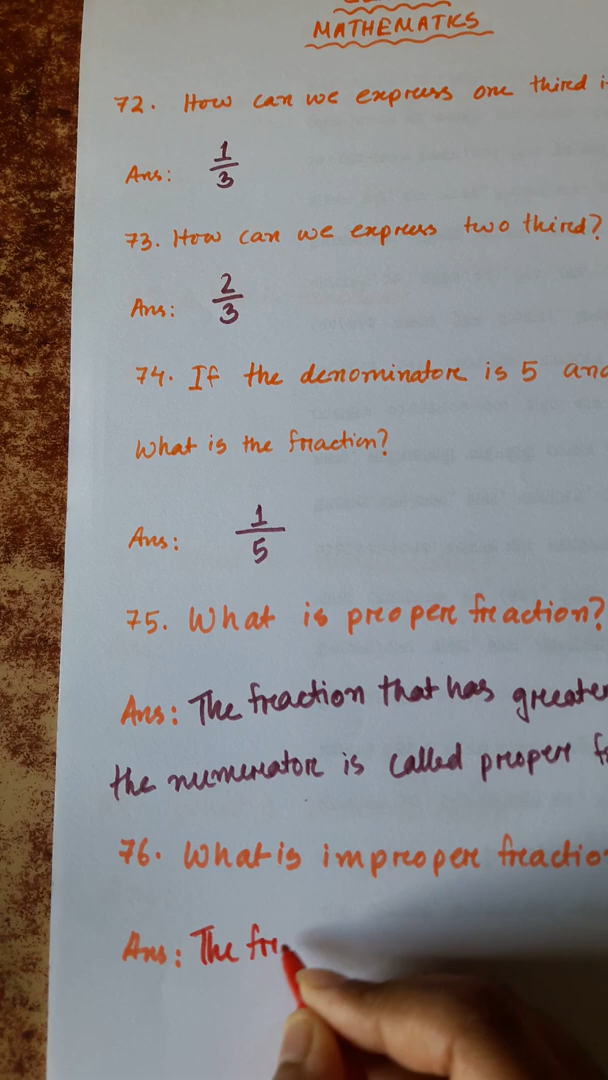 MATHEMATICS
72. How can we express one third
Ans: 1/3
73. How can we express two third?
Ans: 2/3
74. If the denominator is 5 and
What is the fraction?
Ans: 1/5
75. What is proper fraction?
Ans: The fraction that has greater
the numerator is called proper
76. What is improper fractio
Ans: The fr